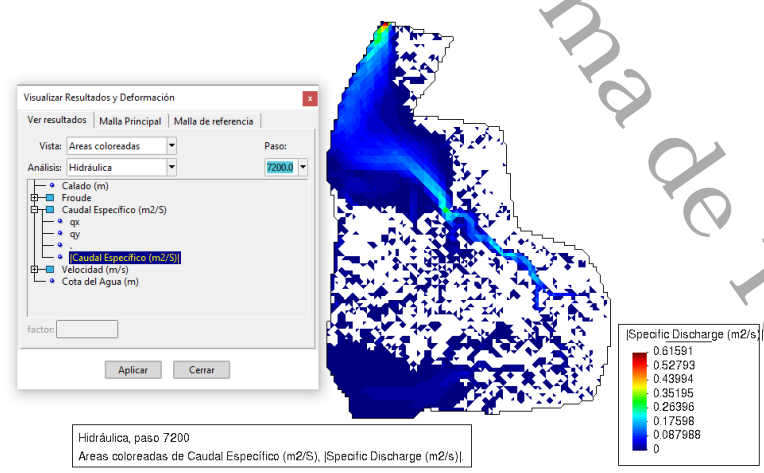 Visualizar Resultados y Deformación
x
Ver resultados
Malla Principal
Malla de referencia
Vista:
Areas coloreadas
Paso:
Análisis:
Hidráulica
7200.0
Calado (m)
Froude
Caudal Específico (m2/S)
qx
qy
.
|Caudal Específico (m2/S)|
Velocidad (m/s)
Cota del Agua (m)
factor:
Aplicar
Cerrar
Hidráulica, paso 7200
Areas coloreadas de Caudal Específico (m2/S), |Specific Discharge (m2/s)|.
|Specific Discharge (m2/s)|
0.61591
0.52793
0.43994
0.35195
0.26396
0.17598
0.087988
0
ma de